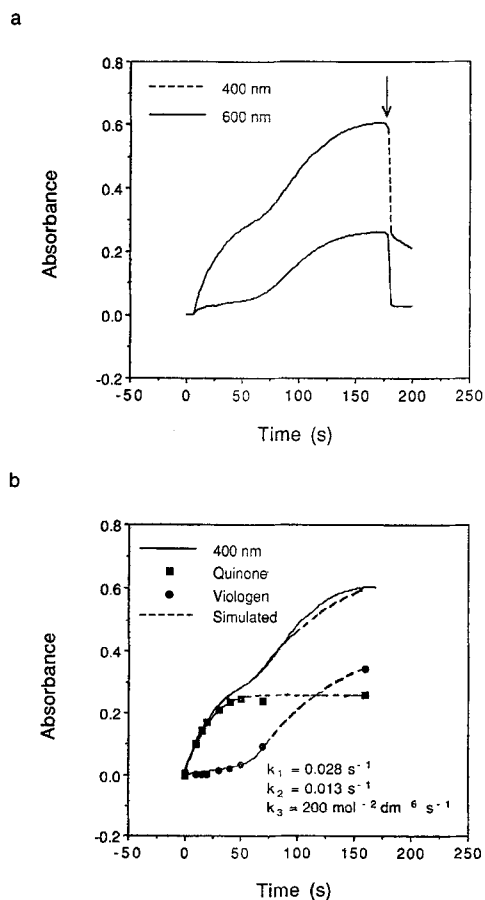 a
0.8
400 nm
600 nm
0.6
0.4
0.2
0.0
-0.2
-50 0 50 100 150 200 250
Absorbance
Time (s)
b
0.8
400 nm
Quinone
Viologen
Simulated
0.6
0.4
0.2
0.0
-0.2
k1 = 0.028 s-1
k2 = 0.013 s-1
k3 = 200 mol-2 dm6 s-1
-50 0 50 100 150 200 250
Absorbance
Time (s)